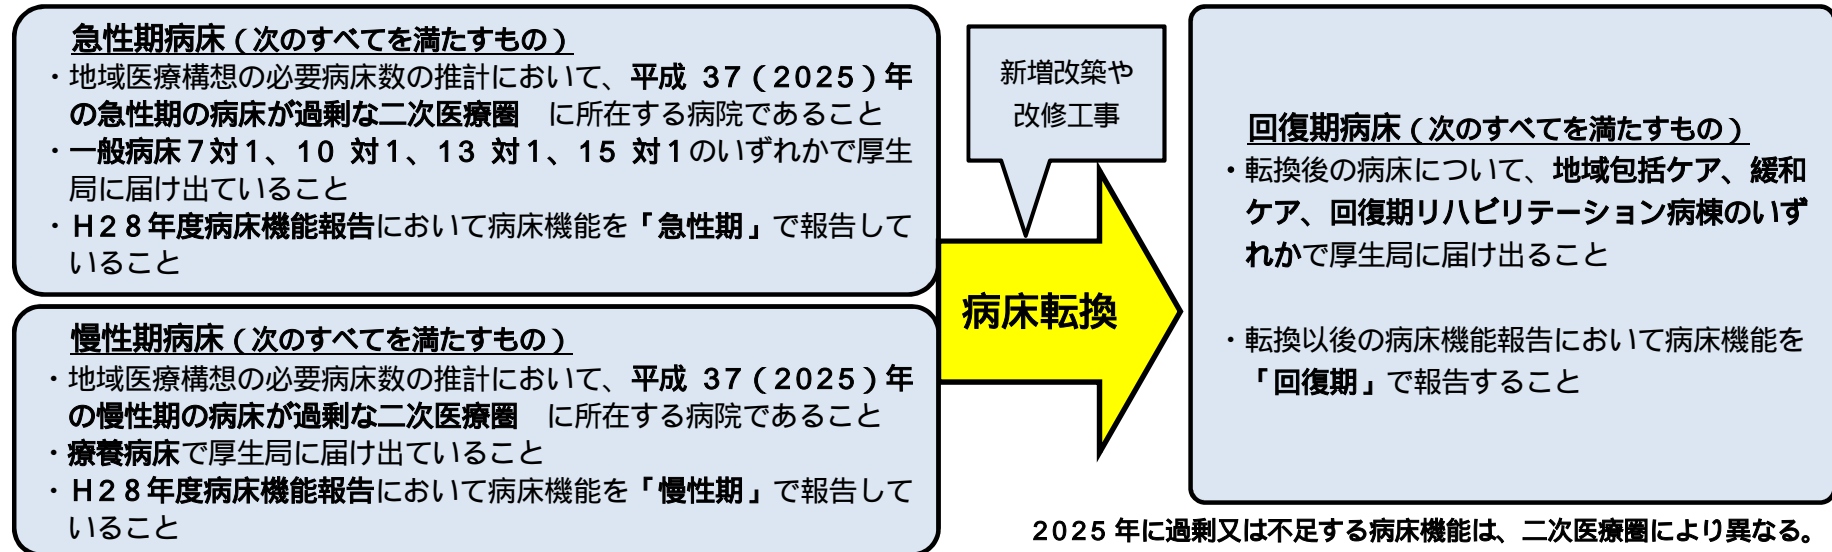 急性期病床（次のすべてを満たすもの）
・地域医療構想の必要病床数の推計において、平成 37（2025）年
の急性期の病床が過剰な二次医療圏　に所在する病院であること
・一般病床７対１、10 対１、13 対１、15 対１のいずれかで厚生
局に届け出ていること
・Ｈ２８年度病床機能報告において病床機能を「急性期」で報告して
いること
慢性期病床（次のすべてを満たすもの）
・地域医療構想の必要病床数の推計において、平成 37（2025）年
の慢性期の病床が過剰な二次医療圏　に所在する病院であること
・療養病床で厚生局に届け出ていること
・Ｈ２８年度病床機能報告において病床機能を「慢性期」で報告して
いること
新増改築や
改修工事
病床転換
回復期病床（次のすべてを満たすもの）
・転換後の病床について、地域包括ケア、緩和
ケア、回復期リハビリテーション病棟のいず
れかで厚生局に届け出ること
・転換以後の病床機能報告において病床機能を
「回復期」で報告すること
2025 年に過剰又は不足する病床機能は、二次医療圏により異なる。